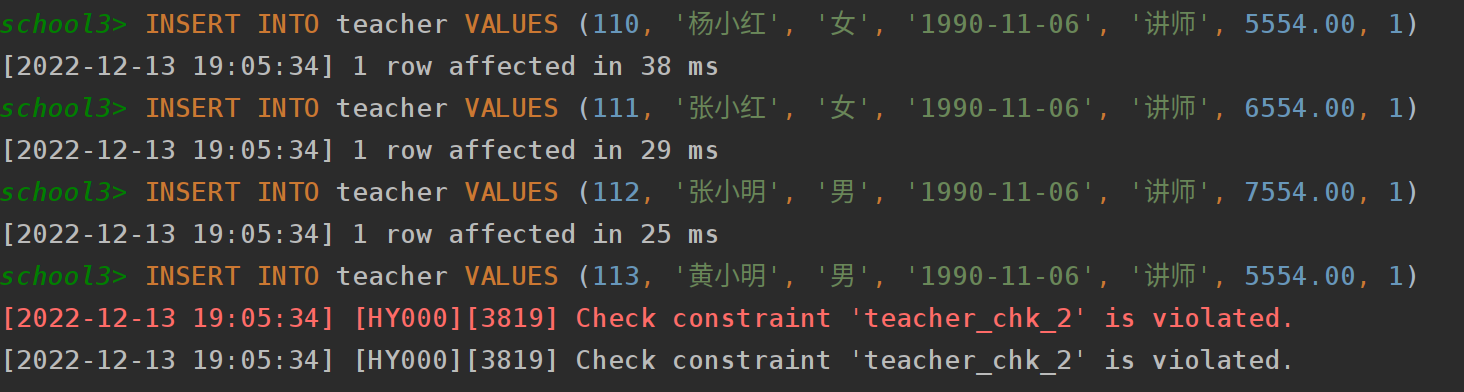 school3> INSERT INTO teacher VALUES (110, '杨小红', '女', '1990-11-06', '讲师', 5554.00, 1)
[2022-12-13 19:05:34] 1 row affected in 38 ms
school3> INSERT INTO teacher VALUES (111, '张小红', '女', '1990-11-06', '讲师', 6554.00, 1)
[2022-12-13 19:05:34] 1 row affected in 29 ms
school3> INSERT INTO teacher VALUES (112, '张小明', '男', '1990-11-06', '讲师', 7554.00, 1)
[2022-12-13 19:05:34] 1 row affected in 25 ms
school3> INSERT INTO teacher VALUES (113, '黄小明', '男', '1990-11-06', '讲师', 5554.00, 1)
[2022-12-13 19:05:34] [HY000][3819] Check constraint 'teacher_chk_2' is violated.
[2022-12-13 19:05:34] [HY000][3819] Check constraint 'teacher_chk_2' is violated.